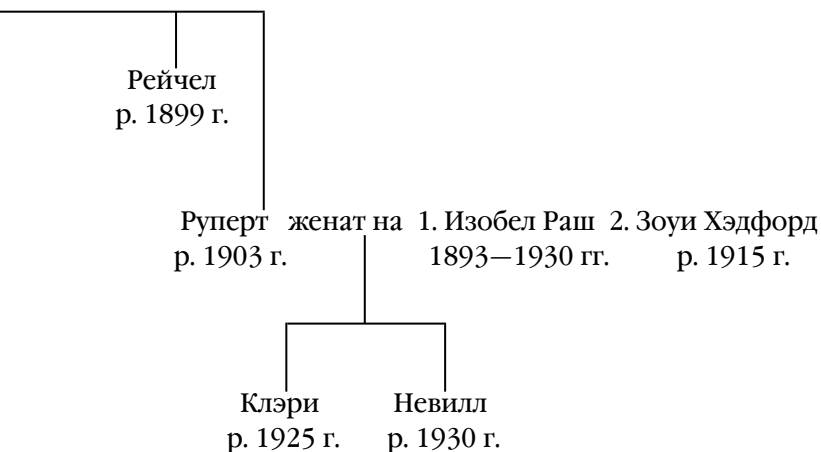 Рейчел
р. 1899 г.
Руперт женат на 1. Изобел Раш 2. Зоуи Хэдфорд
р. 1903 г. 1893—1930 гг. р. 1915 г.
Клэри Невилл
р. 1925 г. р. 1930 г.